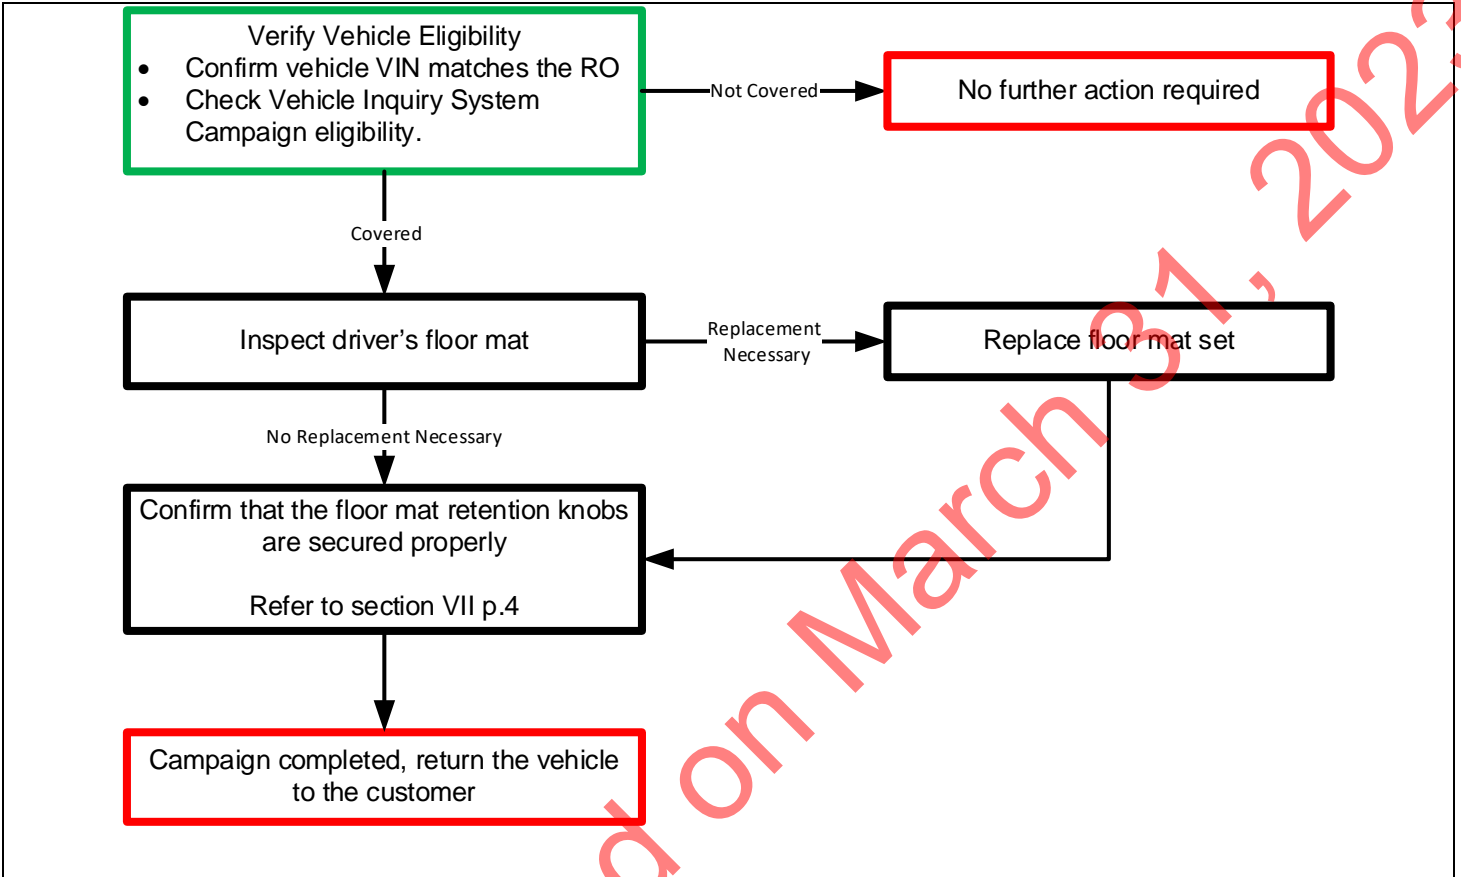 Verify Vehicle Eligibility
• Confirm vehicle VIN matches the RO
• Check Vehicle Inquiry System
Campaign eligibility.
Not Covered
No further action required
Covered
Inspect driver's floor mat
Replacement
Necessary
Replace floor mat set
No Replacement Necessary
Confirm that the floor mat retention knobs
are secured properly
Refer to section VII p.4
Campaign completed, return the vehicle
to the customer
on March 31, 202